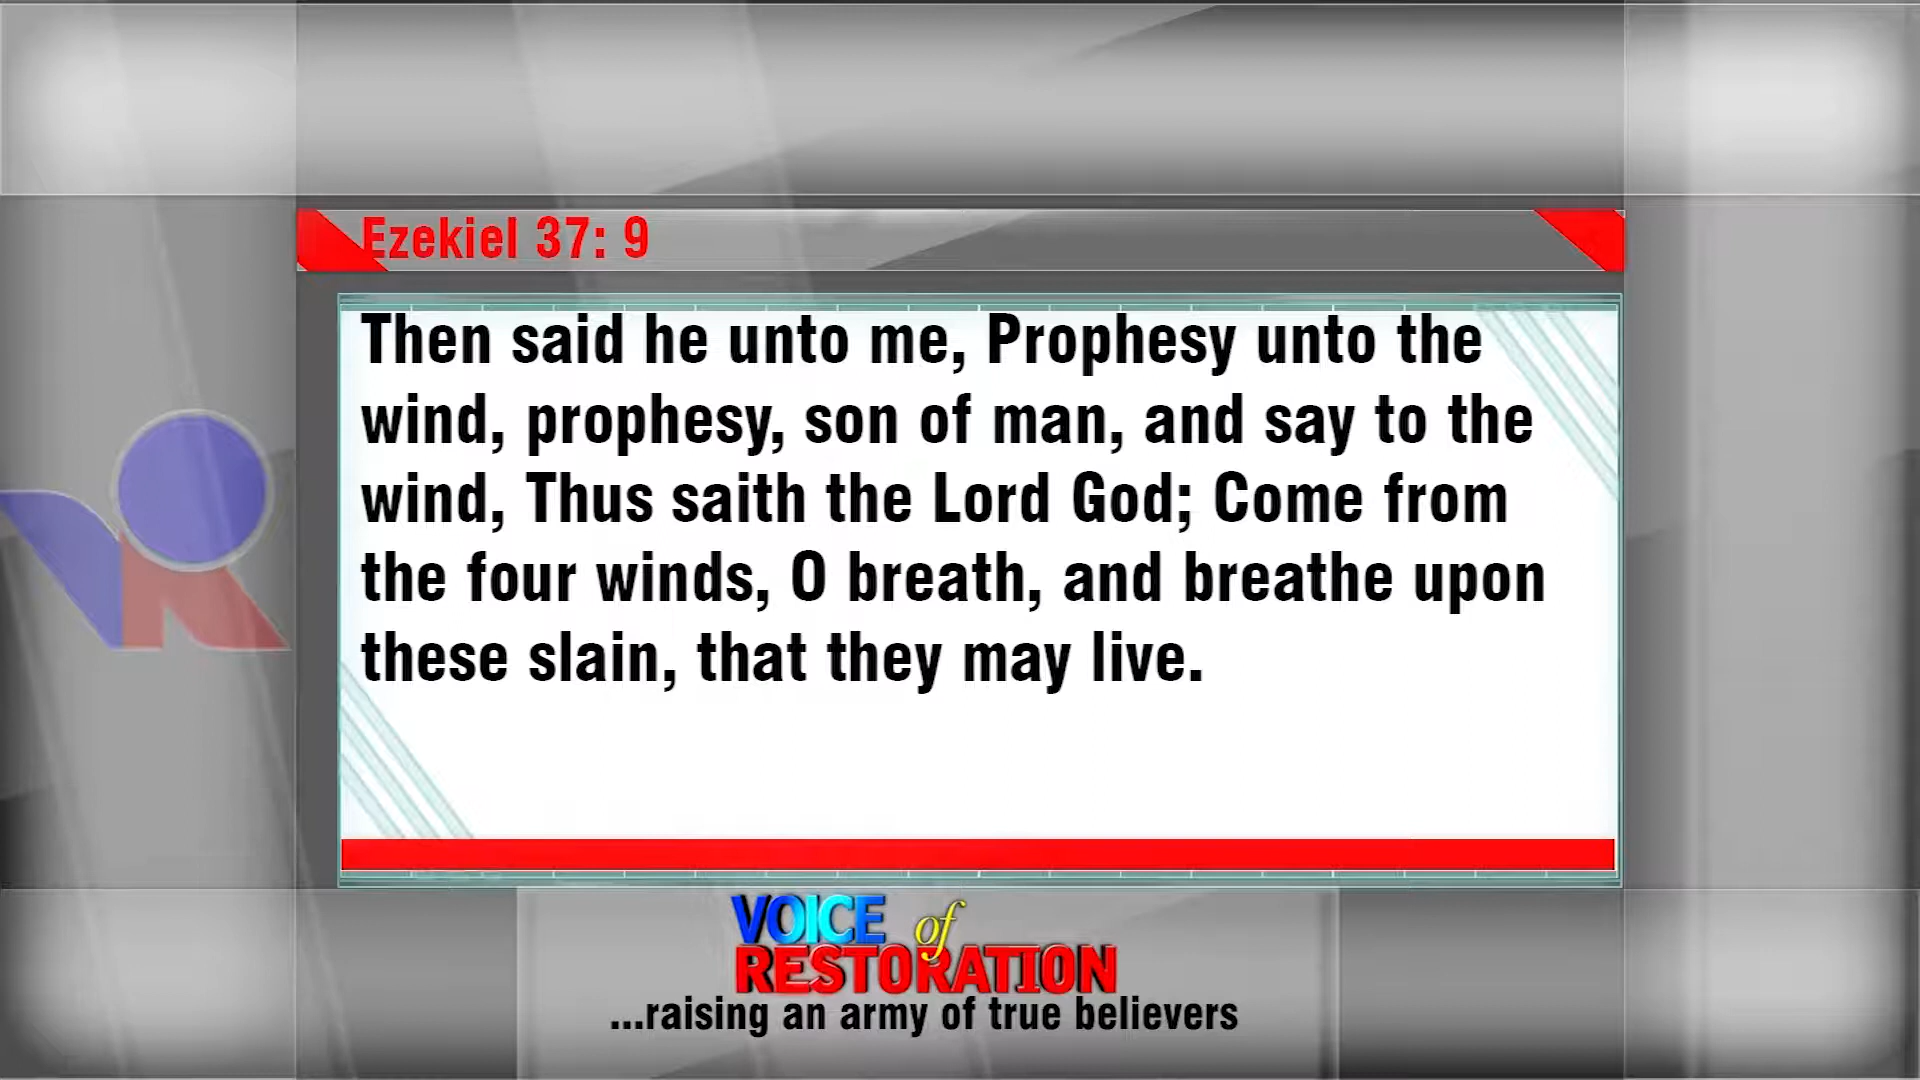 Ezekiel 37: 9
Then said he unto me, Prophesy unto the
wind, prophesy, son of man, and say to the
wind, Thus saith the Lord God; Come from
the four winds, O breath, and breathe upon
these slain, that they may live.
VOICE of
RESTORATION
...raising an army of true believers